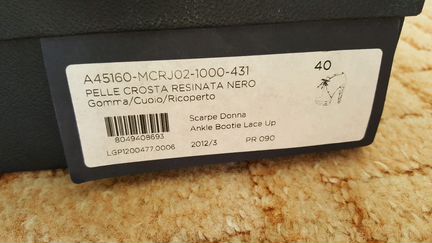 A45160-MCRJ02-1000-431
40
PELLE CROSTA RESINATA NERO
Gomma/Cuoio/Ricoperto
8049409693
Scarpe Donna
Ankle Bootie Lace Up
LGP1200477.0006
2012/3
PR 090